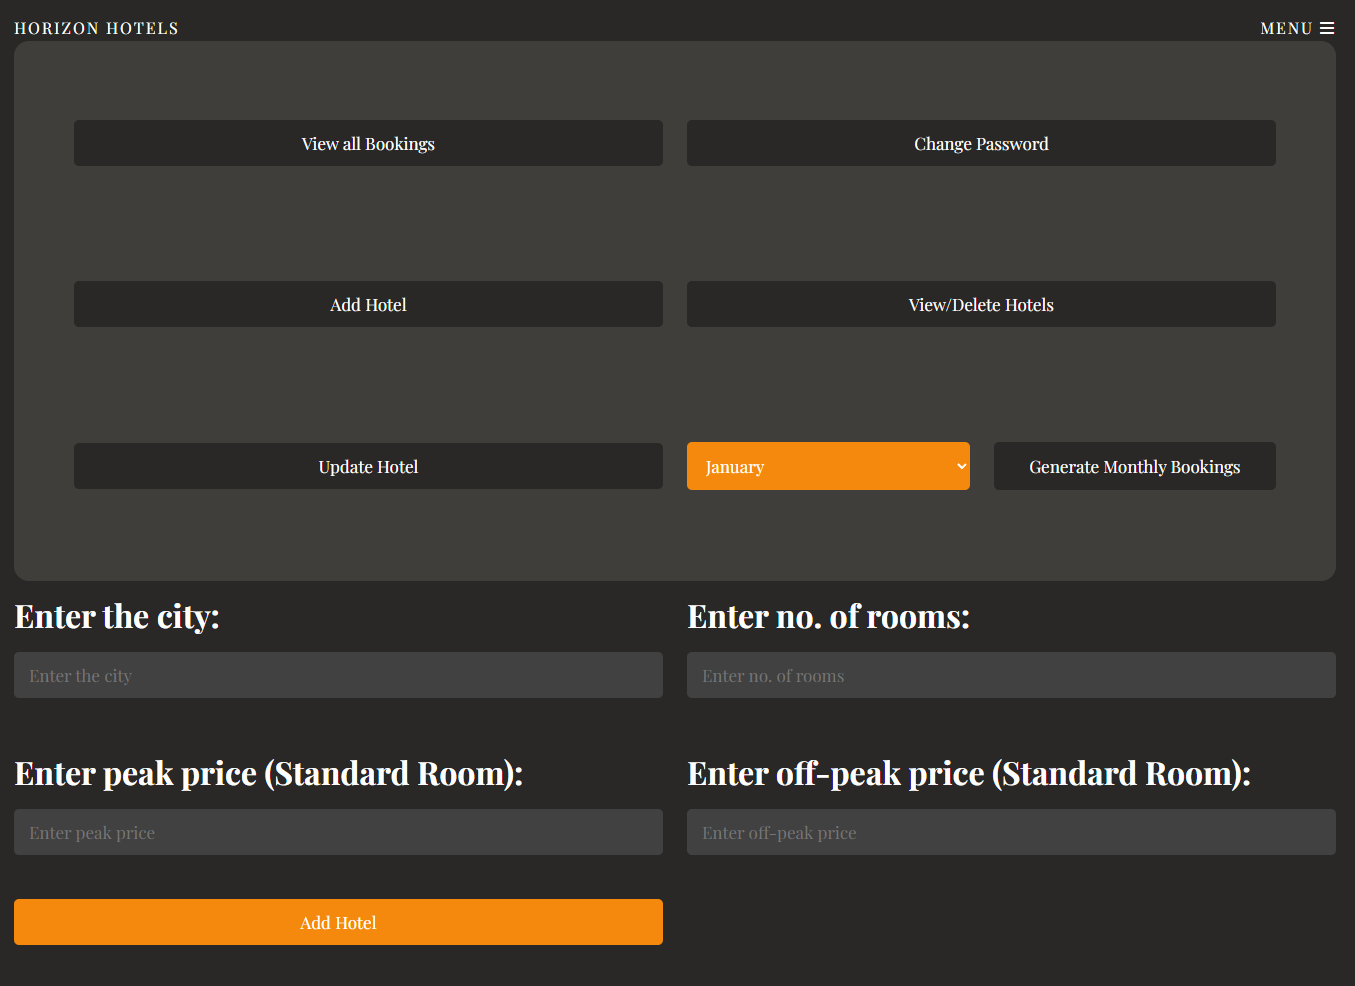 HORIZON HOTELS
MENU
View all Bookings
Change Password
Add Hotel
View/Delete Hotels
Update Hotel
January
Generate Monthly Bookings
Enter the city:
Enter no. of rooms:
Enter the city
Enter no. of rooms
Enter peak price (Standard Room):
Enter off-peak price (Standard Room):
Enter peak price
Enter off-peak price
Add Hotel